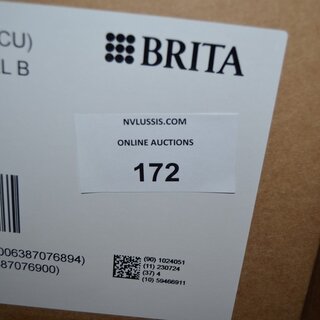 CU)
BRITA
L B
NVLUSSIS.COM
ONLINE AUCTIONS
172
006387076894)
87076900)
(90) 1024051
(11) 230724
(37) 4
(10) 59466911